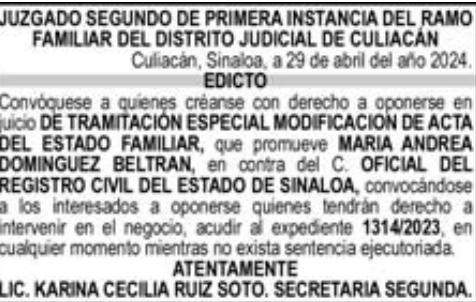 JUZGADO SEGUNDO DE PRIMERA INSTANCIA DEL RAMO
FAMILIAR DEL DISTRITO JUDICIAL DE CULIACÁN
Culiacán, Sinaloa, a 29 de abril del año 2024.
EDICTO
Convóquese a quienes créanse con derecho a oponerse en
juicio DE TRAMITACIÓN ESPECIAL MODIFICACION DE ACTA
DEL ESTADO FAMILIAR, que promueve MARIA ANDREA
DOMINGUEZ BELTRAN, en contra del C. OFICIAL DEL
REGISTRO CIVIL DEL ESTADO DE SINALOA, convocándose
a los interesados a oponerse quienes tendrán derecho a
intervenir en el negocio, acudir al expediente 1314/2023, en
cualquier momento mientras no exista sentencia ejecutoriada.
ATENTAMENTE
LIC. KARINA CECILIA RUIZ SOTO. SECRETARIA SEGUNDA.